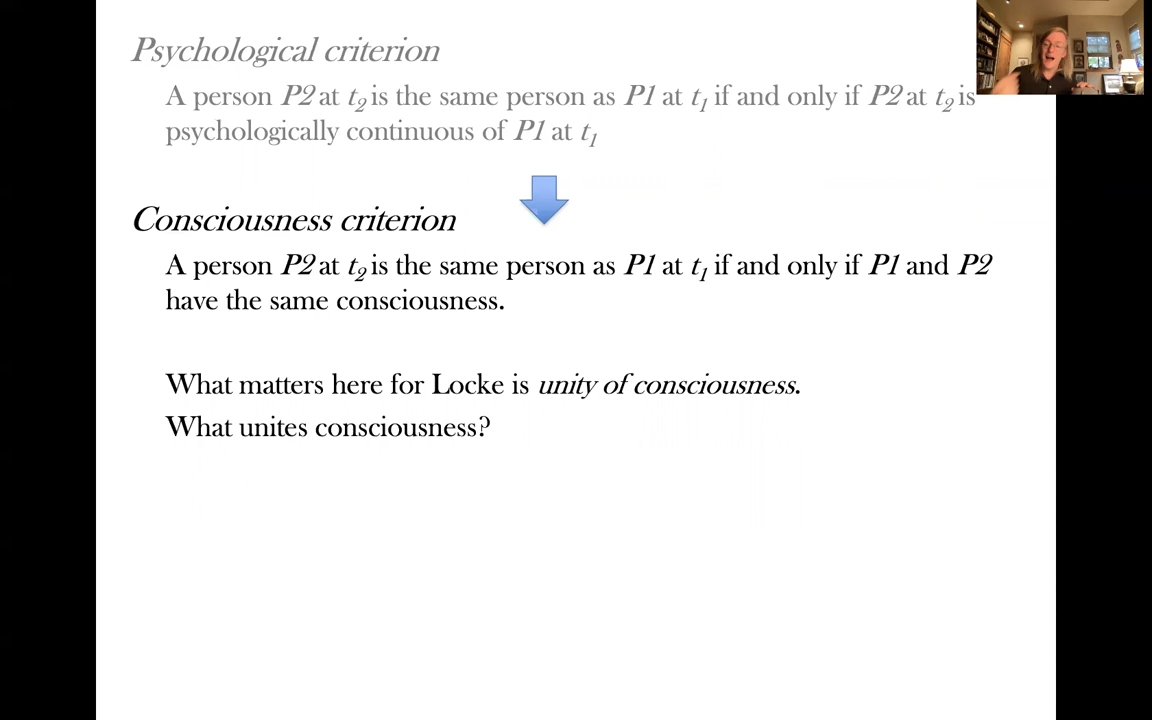 Psychological criterion
A person P2 at t2 is the same person as P1 at t1 if and only if P2 at t2 is
psychologically continuous of P1 at t1
Consciousness criterion
A person P2 at t2 is the same person as P1 at t1 if and only if P1 and P2
have the same consciousness.
What matters here for Locke is unity of consciousness.
What unites consciousness?